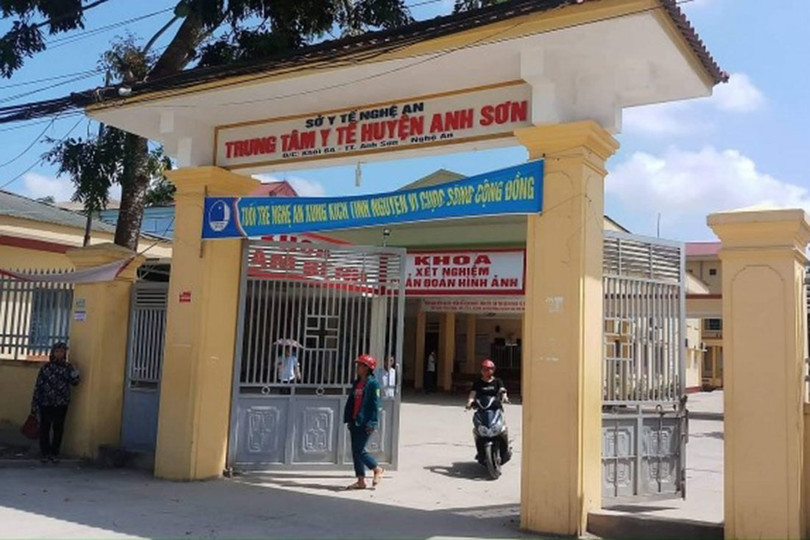 SỞ Y TẾ NGHỆ AN
TRUNG TÂM Y TẾ HUYỆN ANH SƠN
Đ/C: Khối 6A - TT. Anh Sơn - Nghệ An
TUỔI TRẺ NGHỆ AN XUNG KÍCH TÌNH NGUYỆN VÌ CUỘC SỐNG CỘNG ĐỒNG
KHOA
XÉT NGHIỆM
ẨN ĐOÁN HÌNH ẢNH